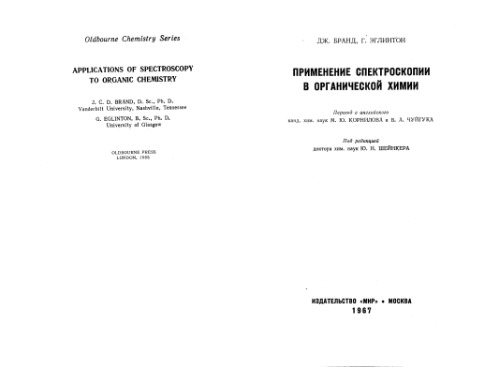 Oldbourne Chemistry Series
APPLICATIONS OF SPECTROSCOPY
TO ORGANIC CHEMISTRY
J. C. D. BRAND, D. Sc., Ph. D.
Vanderbilt University, Nashville, Tennessee
G. EGLINTON, B. Sc., Ph. D.
University of Glasgow
OLDBOURNE PRESS
LONDON, 1965
ДЖ. БРАНД, Г. ЭГЛИНТОН
ПРИМЕНЕНИЕ СПЕКТРОСКОПИИ
В ОРГАНИЧЕСКОЙ ХИМИИ
Перевод с английского
канд. хим. наук М. Ю. КОРНИЛОВА и В. А. ЧУЙГУКА
Под редакцией
доктора хим. наук Ю. Н. ШЕЙНКЕРА
ИЗДАТЕЛЬСТВО «МИР» • МОСКВА
1967